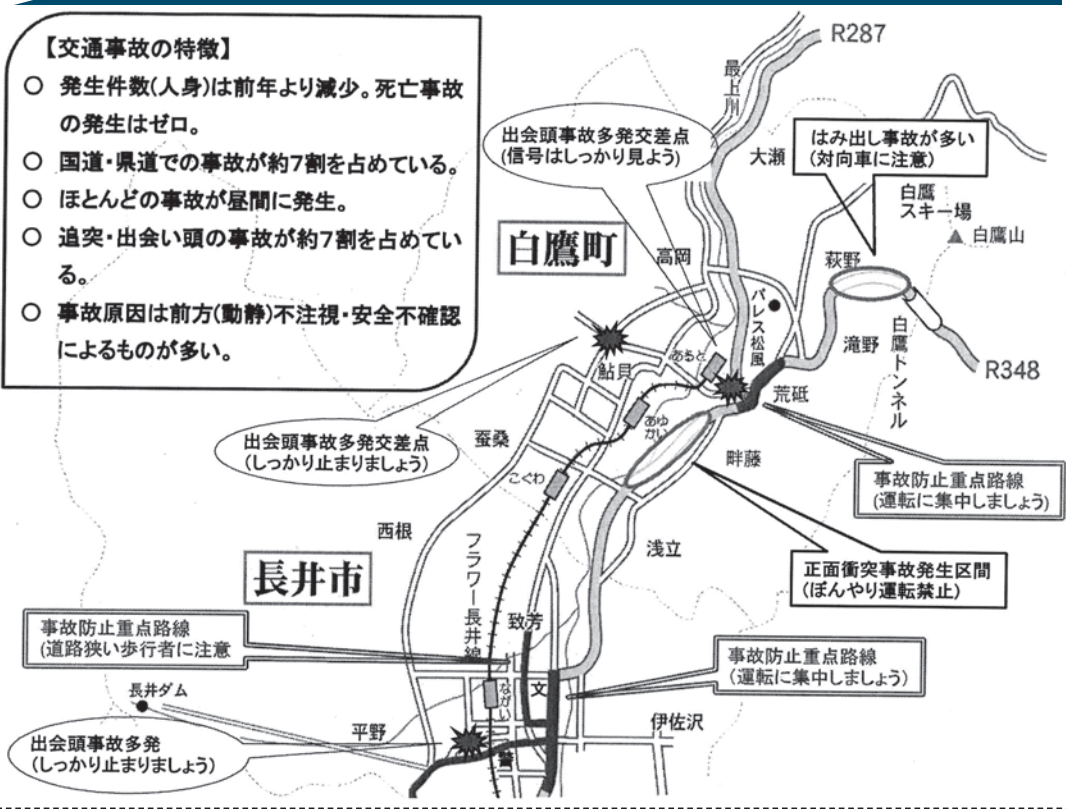 【交通事故の特徴】
○ 発生件数(人身)は前年より減少。死亡事故
の発生はゼロ。
○ 国道・県道での事故が約7割を占めている。
○ ほとんどの事故が昼間に発生。
○ 追突・出会い頭の事故が約7割を占めてい
る。
○ 事故原因は前方(動静)不注視・安全不確認
によるものが多い。
R287
最上川
出会頭事故多発交差点
(信号はしっかり見よう)
大瀬
はみ出し事故が多い
(対向車に注意)
白鷹
スキー場
白鷹山
白鷹町
高岡
萩野
パレス松風
滝野
白鷹トンネル
R348
鮎貝
あらと
荒砥
あゆ
かい
出会頭事故多発交差点
(しっかり止まりましょう)
蚕桑
こぐわ
畔藤
事故防止重点路線
(運転に集中しましょう)
西根
フラワー長井線
浅立
正面衝突事故発生区間
(ぼんやり運転禁止)
長井市
致芳
事故防止重点路線
(道路狭い歩行者に注意
事故防止重点路線
(運転に集中しましょう)
長井ダム
ながい
文
平野
伊佐沢
出会頭事故多発
(しっかり止まりましょう)
警